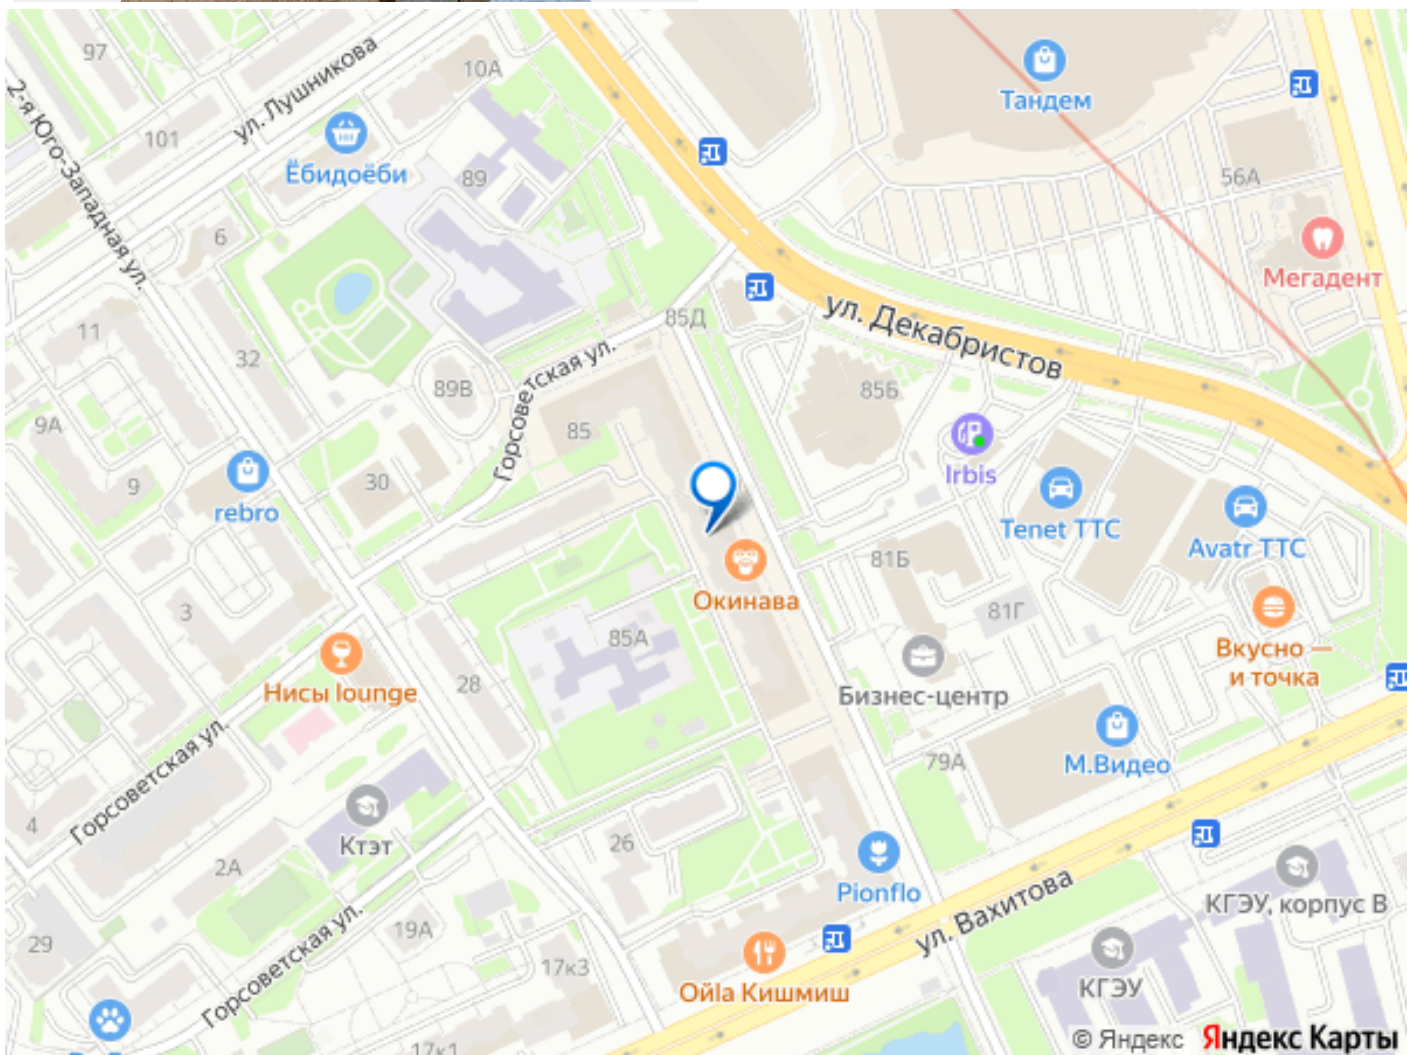 97
10А
ул. Лушникова
Тандем
2-я Юго-Западная ул.
101
Ёбидоёби
89
56А
6
Мегадент
11
85Д
ул. Декабристов
32
Горсоветская ул.
89В
85Б
9А
85
Irbis
9
30
rebro
Tenet ТТС
Avatr ТТС
81Б
Окинава
3
85А
81Г
Вкусно —
и точка
Нисы lounge
28
Бизнес-центр
79А
М.Видео
Горсоветская ул.
4
Ктэт
26
2А
Pionflo
ул. Вахитова
КГЭУ, корпус В
29
19А
Горсоветская ул.
17к3
Ойla Кишмиш
КГЭУ
17к1
© Яндекс Яндекс Карты